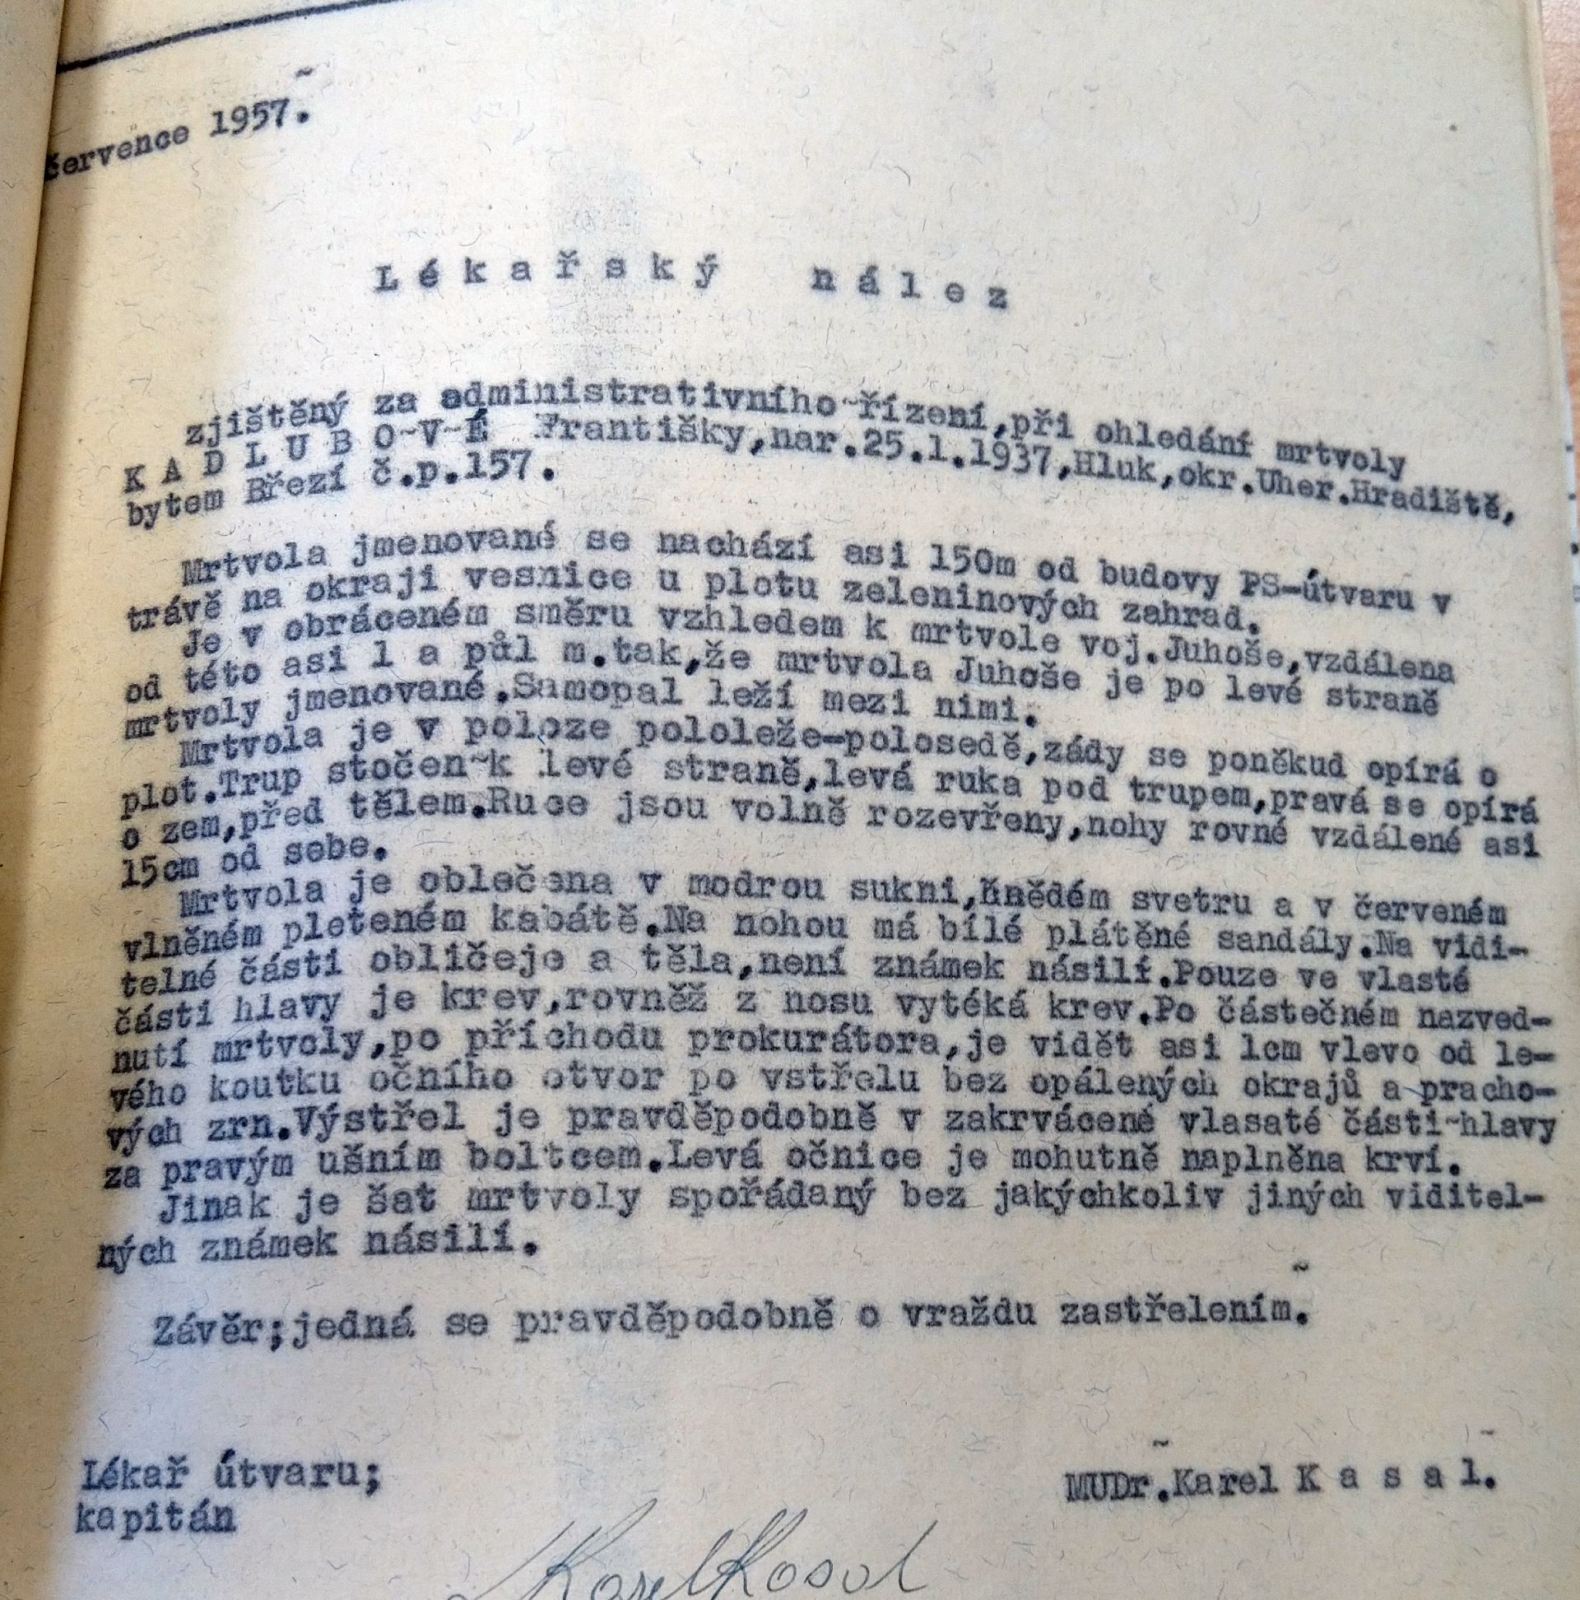 července 1957.
Lékařský nález
zjištěný za administrativního řízení,při ohledání mrtvoly
K A D L U B O V É Františky,nar.25.1.1937,Hluk,okr.Uher.Hradiště,
bytem Březí č.p.157.
Mrtvola jmenované se nachází asi 150m od budovy PS-útvaru v
trávě na okraji vesnice u plotu zeleninových zahrad.
Je v obráceném směru vzhledem k mrtvole voj.Juhoše,vzdálena
od této asi 1 a půl m.tak,že mrtvola Juhoše je po levé straně
mrtvoly jmenované.Samopal leží mezi nimi.
Mrtvola je v poloze pololeže-polosedě,zády se poněkud opírá o
plot.Trup stočen k levé straně,levá ruka pod trupem,pravá se opírá
o zem,před tělem.Ruce jsou volně rozevřeny,nohy rovné vzdálené asi
15cm od sebe.
Mrtvola je oblečena v modrou sukni,hnědém svetru a v červeném
vlněném pleteném kabátě.Na nohou má bílé plátěné sandály.Na vidi-
telné části obličeje a těla,není známek násilí.Pouze ve vlasté
části hlavy je krev,rovněž z nosu vytéká krev.Po částečném nazved-
nutí mrtvoly,po příchodu prokurátora,je vidět asi 1cm vlevo od le-
vého koutku očního otvor po vstřelu bez opálených okrajů a pracho-
vých zrn.Výstřel je pravděpodobně v zakrvácené vlasaté části hlavy
za pravým ušním boltcem.Levá očnice je mohutně naplněna krví.
Jinak je šat mrtvoly spořádaný bez jakýchkoliv jiných viditel-
ných známek násilí.
Závěr;jedná se pravděpodobně o vraždu zastřelením.
Lékař útvaru;
kapitán
MUDr.Karel K a s a l.
Karel Kasal